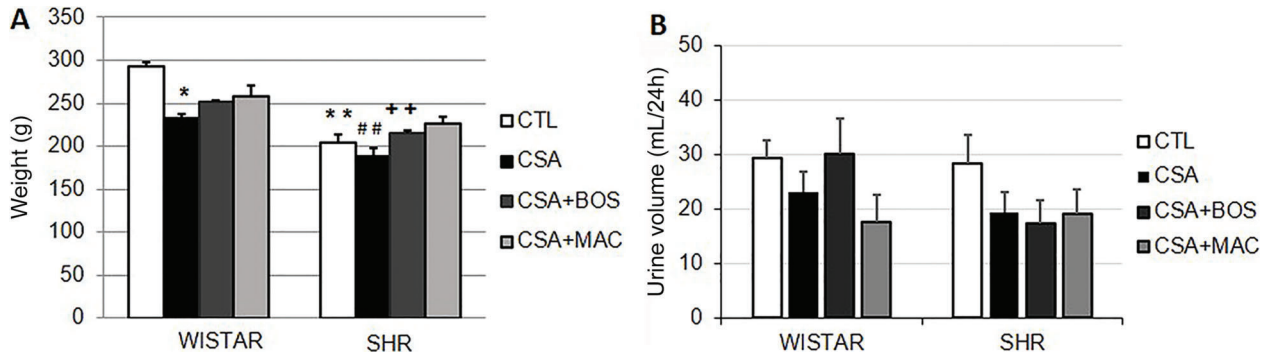 A
Weight (g)
350
300
250
200
150
100
50
0
*
* *
##
++
WISTAR
SHR
CTL
CSA
CSA+BOS
CSA+MAC
B
Urine volume (mL/24h)
50
40
30
20
10
0
WISTAR
SHR
CTL
CSA
CSA+BOS
CSA+MAC